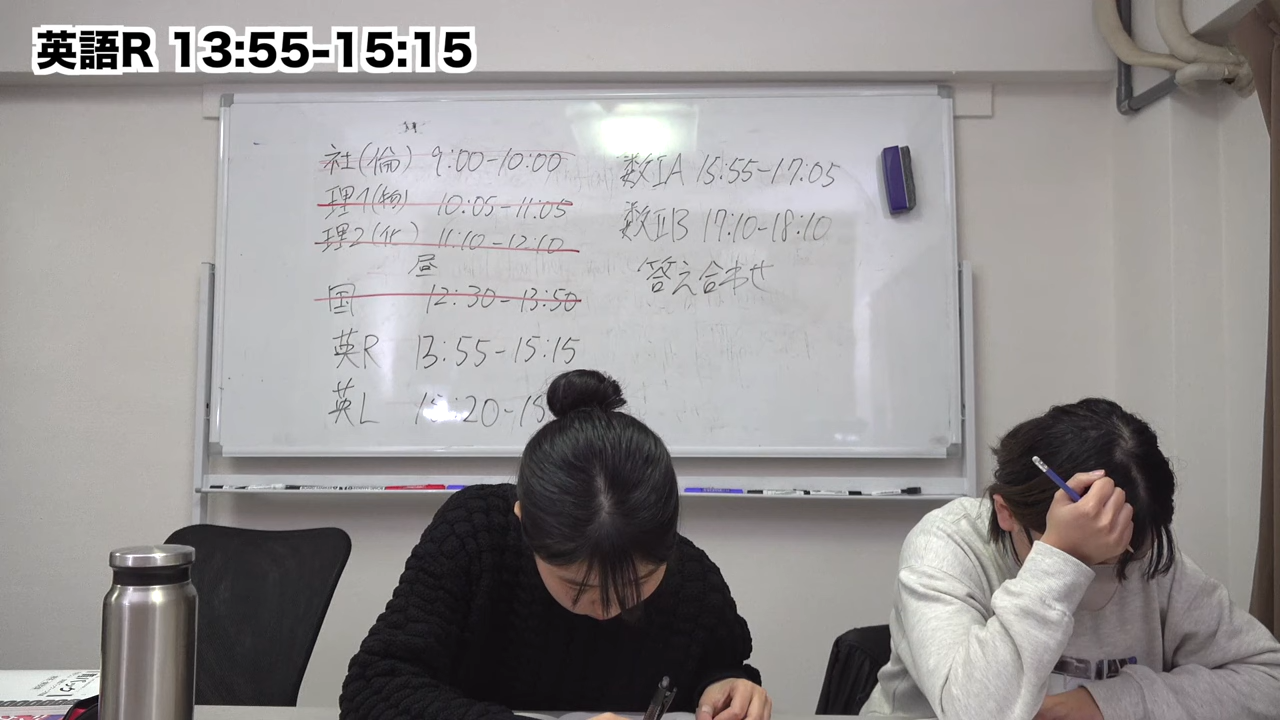 英語R 13:55-15:15
社(倫) 9:00-10:00
理1(物) 10:05-11:05
理2(化) 11:10-12:10
昼
国 12:30-13:50
英R 13:55-15:15
英L 15:20-
数IA 15:55-17:05
数IIB 17:10-18:10
答え合わせ